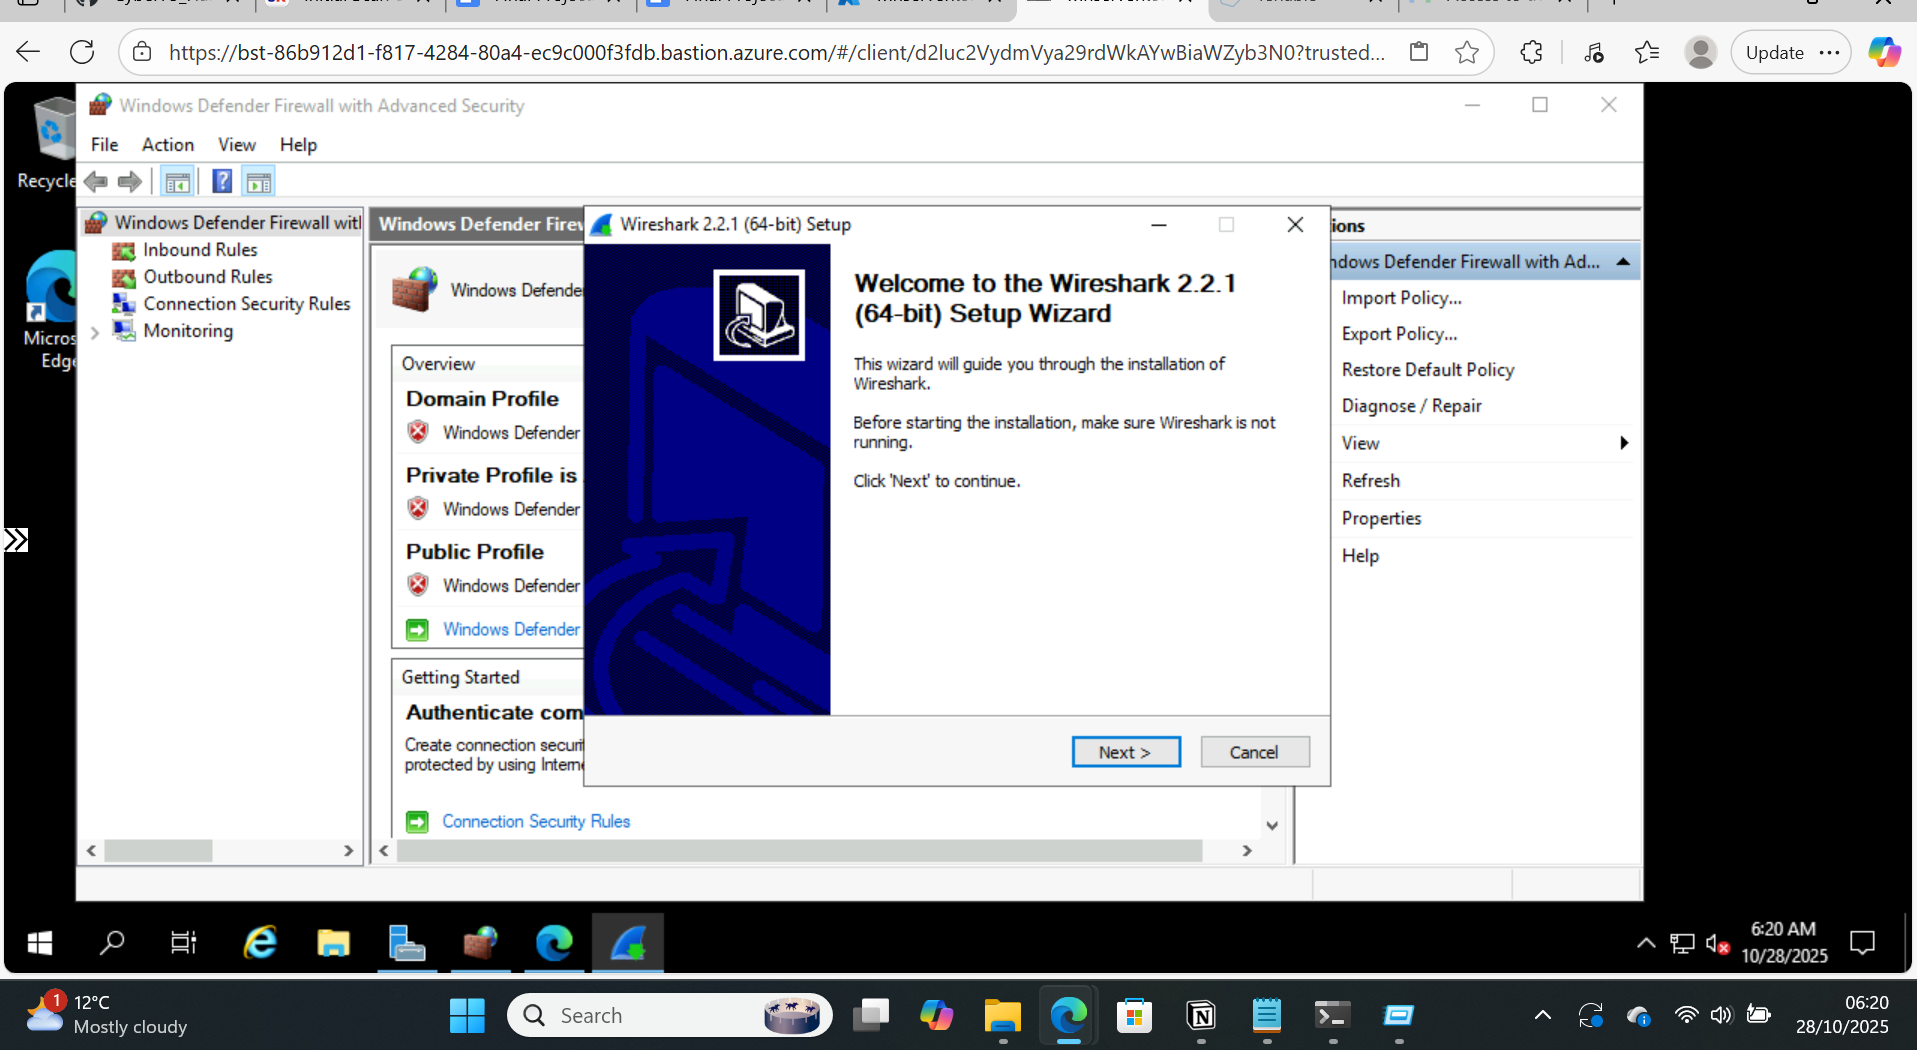 https://bst-86b912d1-f817-4284-80a4-ec9c000f3fdb.bastion.azure.com/#/client/d2luc2VydmVya29rdWkAYwBiaWZyb3N0?trusted...
Update
Windows Defender Firewall with Advanced Security
File Action View Help
Recycle
Micros
Edge
Windows Defender Firewall wit
Inbound Rules
Outbound Rules
Connection Security Rules
Monitoring
Windows Defender Firew
Windows Defender
Overview
Domain Profile
Windows Defender
Private Profile is
Windows Defender
Public Profile
Windows Defender
Windows Defender
Getting Started
Authenticate com
Create connection securit
protected by using Interne
Connection Security Rules
Wireshark 2.2.1 (64-bit) Setup
Welcome to the Wireshark 2.2.1
(64-bit) Setup Wizard
This wizard will guide you through the installation of
Wireshark.
Before starting the installation, make sure Wireshark is not
running.
Click 'Next' to continue.
Next >
Cancel
ions
ndows Defender Firewall with Ad...
Import Policy...
Export Policy...
Restore Default Policy
Diagnose / Repair
View
Refresh
Properties
Help
6:20 AM
10/28/2025
1
12°C
Mostly cloudy
Search
06:20
28/10/2025